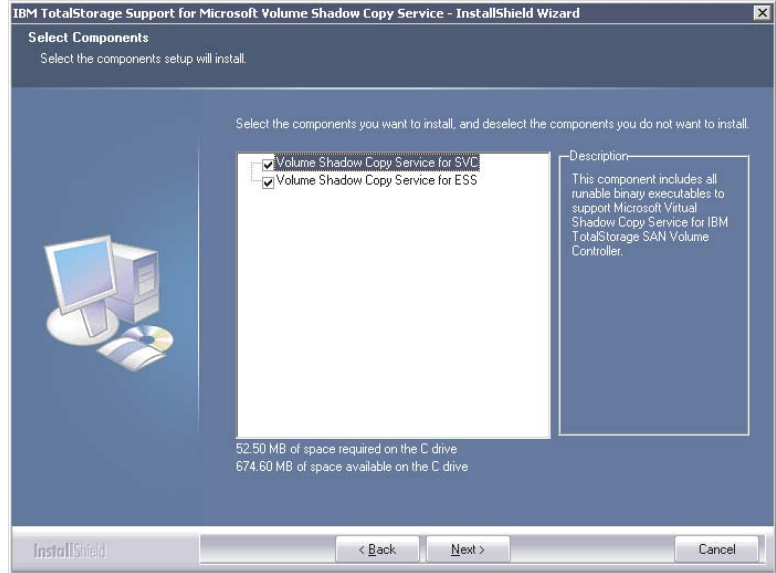 IBM TotalStorage Support for Microsoft Volume Shadow Copy Service - InstallShield Wizard
Select Components
Select the components setup will install.
Select the components you want to install, and deselect the components you do not want to install.
Volume Shadow Copy Service for SVC
Volume Shadow Copy Service for ESS
Description
This component includes all
runable binary executables to
support Microsoft Virtual
Shadow Copy Service for IBM
TotalStorage SAN Volume
Controller.
52.50 MB of space required on the C drive
674.60 MB of space available on the C drive
InstallShield
< Back
Next >
Cancel